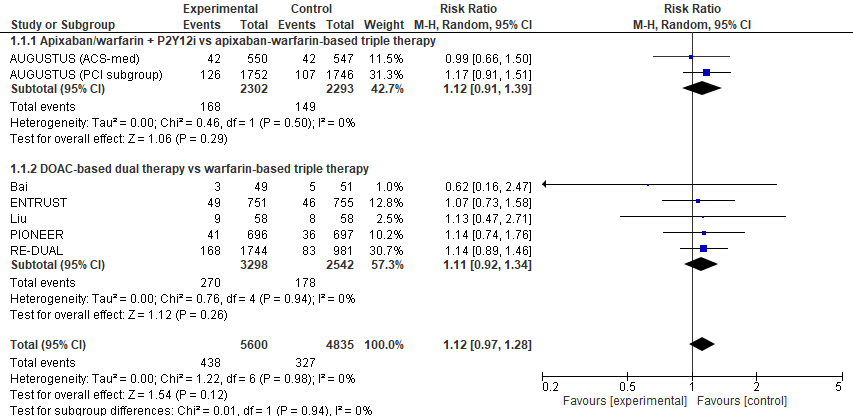 Experimental Control Risk Ratio Risk Ratio
Study or Subgroup Events Total Events Total Weight M-H, Random, 95% CI M-H, Random, 95% CI
1.1.1 Apixaban/warfarin + P2Y12i vs apixaban-warfarin-based triple therapy
AUGUSTUS (ACS-med) 42 550 42 547 11.5% 0.99 [0.66, 1.50]
AUGUSTUS (PCI subgroup) 126 1752 107 1746 31.3% 1.17 [0.91, 1.51]
Subtotal (95% CI) 2302 2293 42.7% 1.12 [0.91, 1.39]
Total events 168 149
Heterogeneity: Tau² = 0.00; Chi² = 0.46, df = 1 (P = 0.50); I² = 0%
Test for overall effect: Z = 1.06 (P = 0.29)
1.1.2 DOAC-based dual therapy vs warfarin-based triple therapy
Bai 3 49 5 51 1.0% 0.62 [0.16, 2.47]
ENTRUST 49 751 46 755 12.8% 1.07 [0.73, 1.58]
Liu 9 58 8 58 2.5% 1.13 [0.47, 2.71]
PIONEER 41 696 36 697 10.2% 1.14 [0.74, 1.76]
RE-DUAL 168 1744 83 981 30.7% 1.14 [0.89, 1.46]
Subtotal (95% CI) 3298 2542 57.3% 1.11 [0.92, 1.34]
Total events 270 178
Heterogeneity: Tau² = 0.00; Chi² = 0.76, df = 4 (P = 0.94); I² = 0%
Test for overall effect: Z = 1.12 (P = 0.26)
Total (95% CI) 5600 4835 100.0% 1.12 [0.97, 1.28]
Total events 438 327
Heterogeneity: Tau² = 0.00; Chi² = 1.22, df = 6 (P = 0.98); I² = 0%
Test for overall effect: Z = 1.54 (P = 0.12)
Test for subgroup differences: Chi² = 0.01, df = 1 (P = 0.94), I² = 0%
0.2 0.5 1 2 5
Favours [experimental] Favours [control]